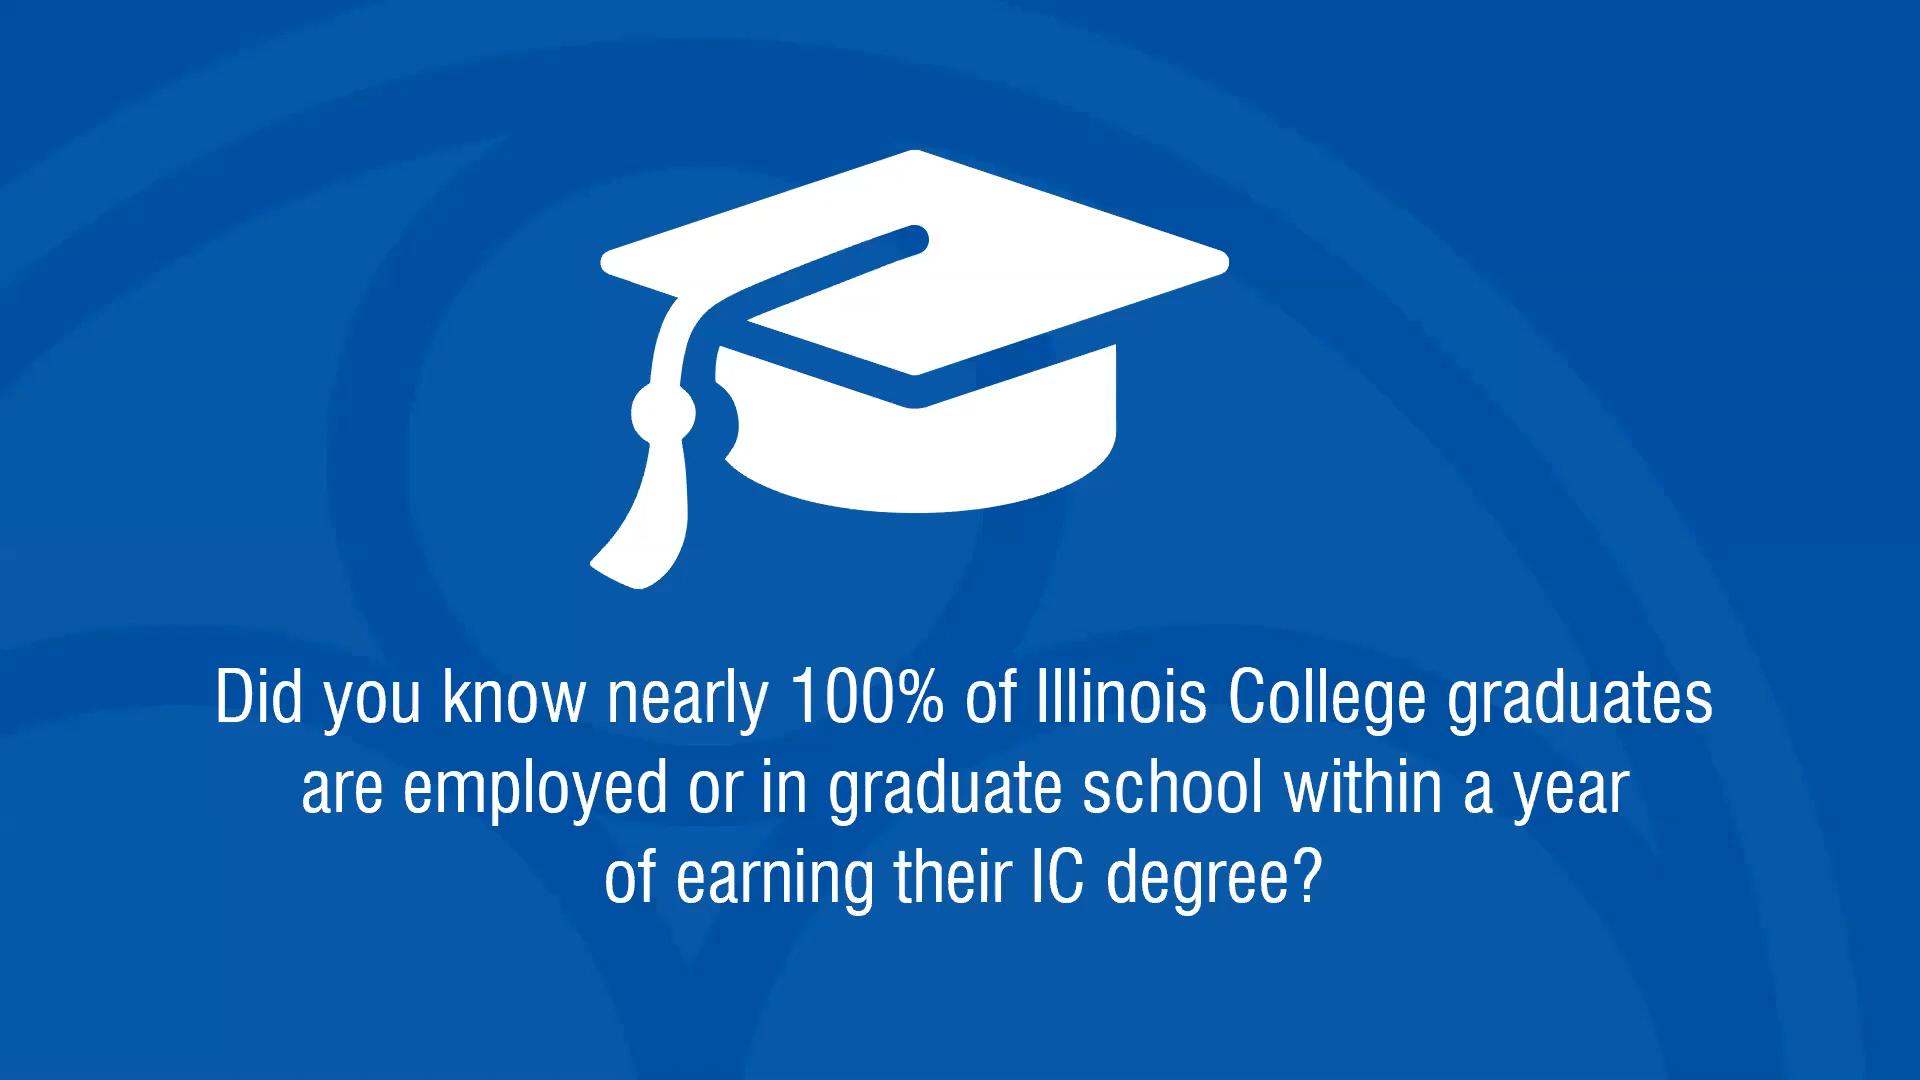 Did you know nearly 100% of Illinois College graduates
are employed or in graduate school within a year
of earning their IC degree?